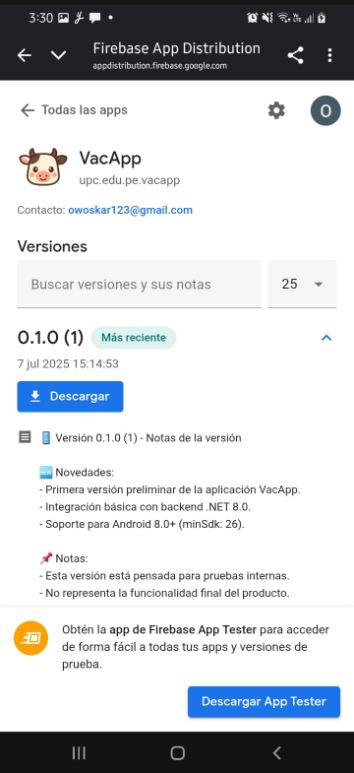 3:30
Firebase App Distribution
appdistribution.firebase.google.com
Todas las apps
O
VacApp
upc.edu.pe.vacapp
Contacto: owoskar123@gmail.com
Versiones
Buscar versiones y sus notas
25
0.1.0 (1)
Más reciente
7 jul 2025 15:14:53
Descargar
Versión 0.1.0 (1) - Notas de la versión
Novedades:
- Primera versión preliminar de la aplicación VacApp.
- Integración básica con backend .NET 8.0.
- Soporte para Android 8.0+ (minSdk: 26).
Notas:
- Esta versión está pensada para pruebas internas.
- No representa la funcionalidad final del producto.
Obtén la app de Firebase App Tester para acceder
de forma fácil a todas tus apps y versiones de
prueba.
Descargar App Tester